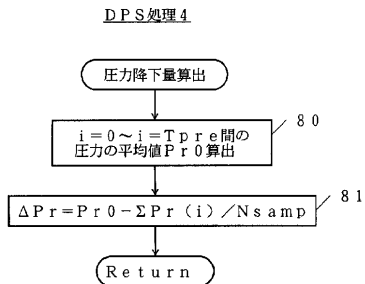 DPS処理4
圧力降下量算出
i=0~i=Tpre間の
圧力の平均値Pr0算出
80
ΔPr=Pr0-ΣPr(i)/Nsamp
81
Return